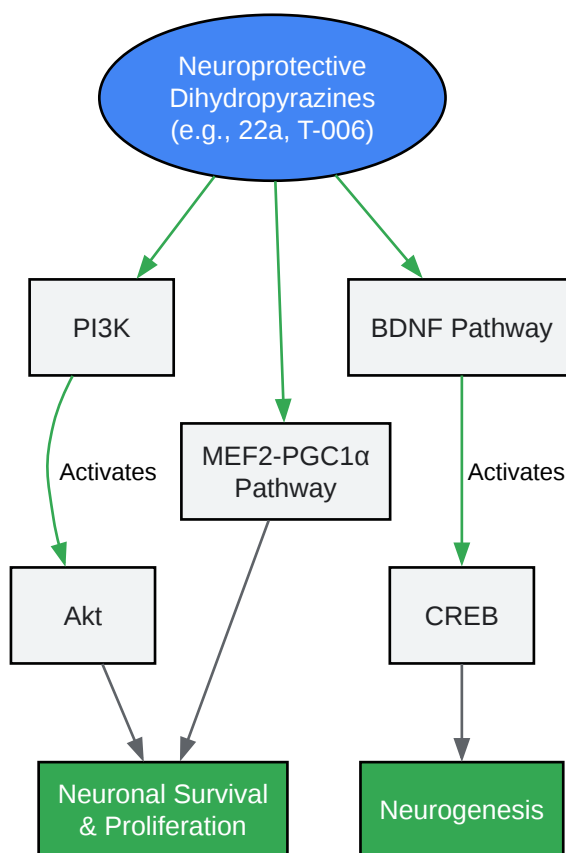 Neuroprotective
Dihydropyrazines
(e.g., 22a, T-006)
PI3K
BDNF Pathway
Activates
MEF2-PGC1α
Pathway
Activates
Akt
CREB
Neuronal Survival
& Proliferation
Neurogenesis